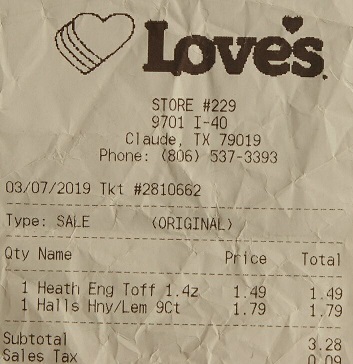 Love's
STORE #229
9701 I-40
Claude, TX 79019
Phone: (806) 537-3393
03/07/2019 Tkt #2810662
Type: SALE (ORIGINAL)
Qty Name Price Total
1 Heath Eng Toff 1.4z 1.49 1.49
1 Halls Hny/Lem 9Ct 1.79 1.79
Subtotal 3.28
Sales Tax 0.09